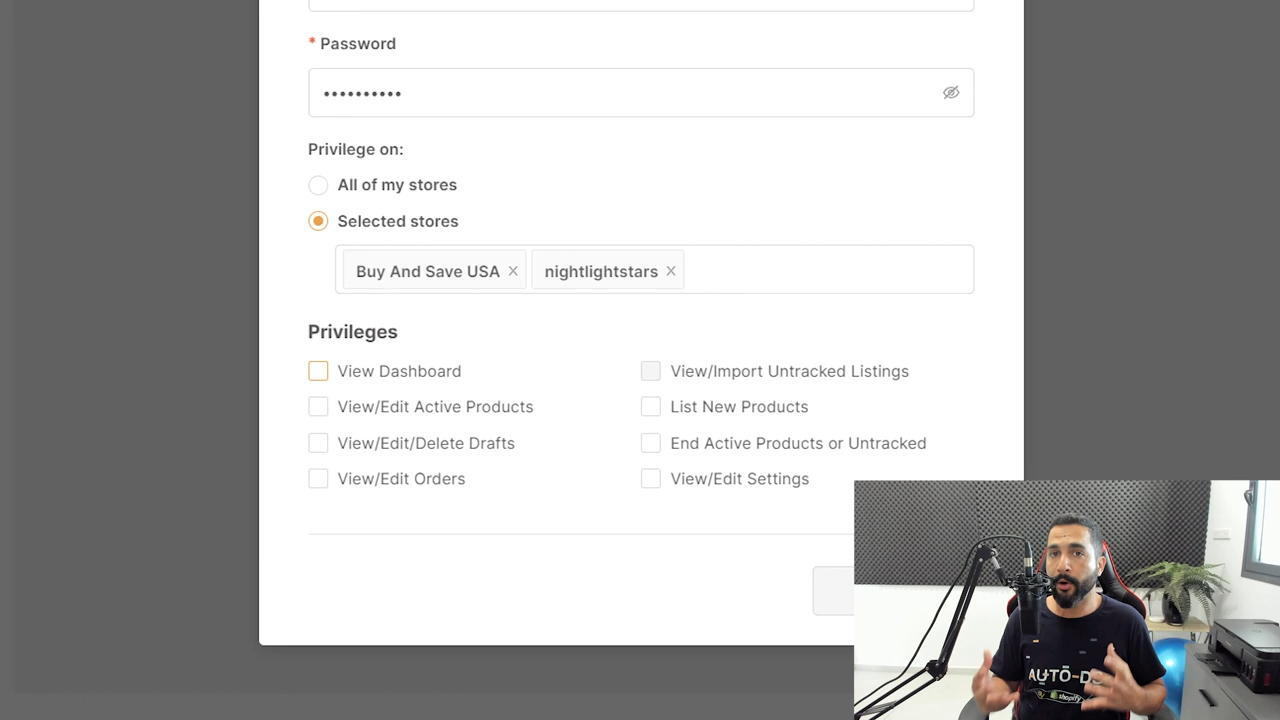 * Password
••••••••••
Privilege on:
All of my stores
Selected stores
Buy And Save USA × nightlightstars ×
Privileges
View Dashboard
View/Import Untracked Listings
View/Edit Active Products
List New Products
View/Edit/Delete Drafts
End Active Products or Untracked
View/Edit Orders
View/Edit Settings
shopify